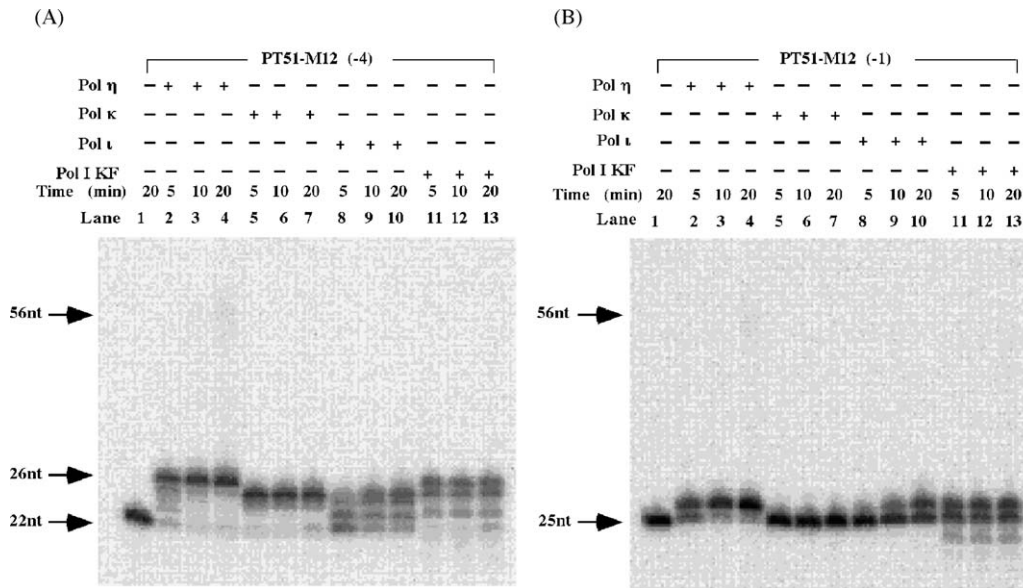 (A)
PT51-M12 (-4)
Pol η − + + + − − − − − − − − −
Pol κ − − − − + + + − − − − − −
Pol ι − − − − − − − + + + − − −
Pol I KF − − − − − − − − − − + + +
Time (min) 20 5 10 20 5 10 20 5 10 20 5 10 20
Lane 1 2 3 4 5 6 7 8 9 10 11 12 13
56nt
26nt
22nt
(B)
PT51-M12 (-1)
Pol η − + + + − − − − − − − − −
Pol κ − − − − + + + − − − − − −
Pol ι − − − − − − − + + + − − −
Pol I KF − − − − − − − − − − + + +
Time (min) 20 5 10 20 5 10 20 5 10 20 5 10 20
Lane 1 2 3 4 5 6 7 8 9 10 11 12 13
56nt
25nt